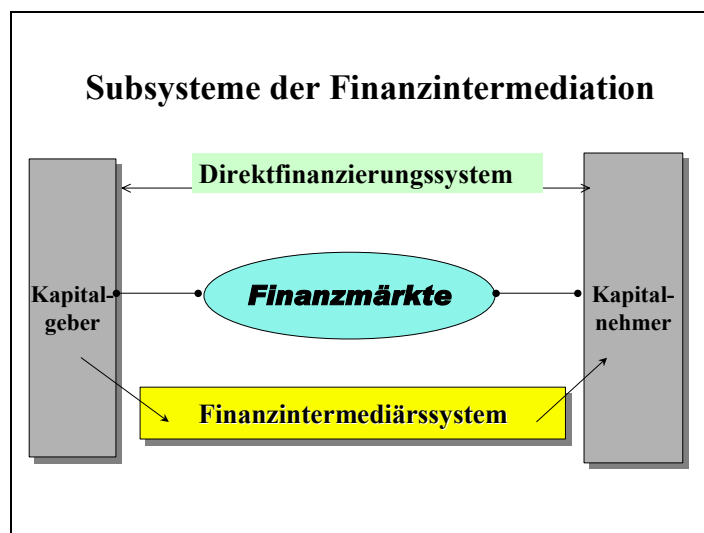 Subsysteme der Finanzintermediation
Direktfinanzierungssystem
Kapital-
geber
Finanzmärkte
Kapital-
nehmer
Finanzintermediärssystem